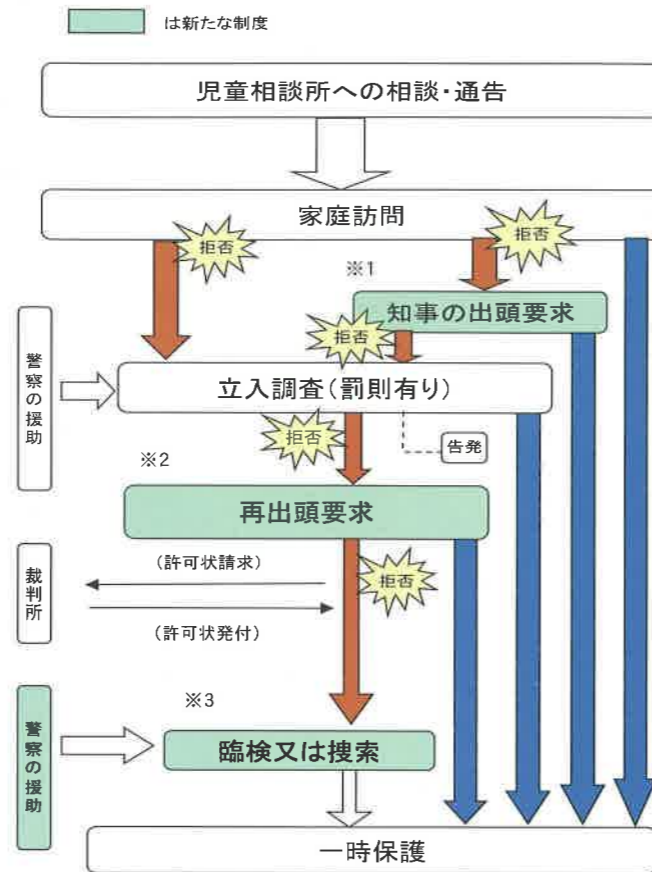 は新たな制度
児童相談所への相談・通告
家庭訪問
拒否
拒否
※1
知事の出頭要求
拒否
警察の援助
立入調査(罰則有り)
拒否
告発
※2
再出頭要求
裁判所
(許可状請求)
拒否
(許可状発付)
※3
警察の援助
臨検又は捜索
一時保護